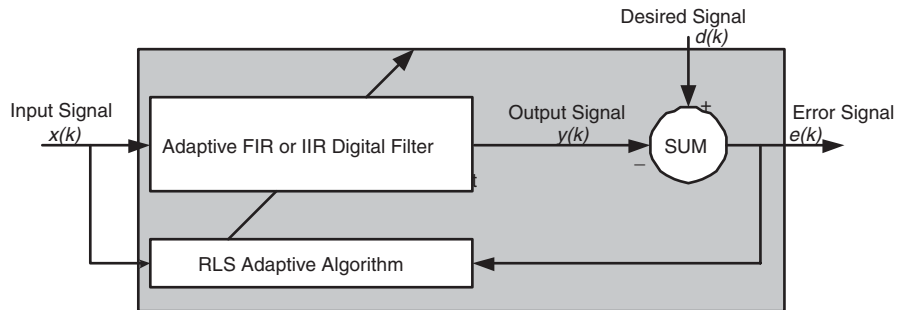 Desired Signal
d(k)
Input Signal
x(k)
Adaptive FIR or IIR Digital Filter
Output Signal
y(k)
+
−
SUM
Error Signal
e(k)
t
RLS Adaptive Algorithm